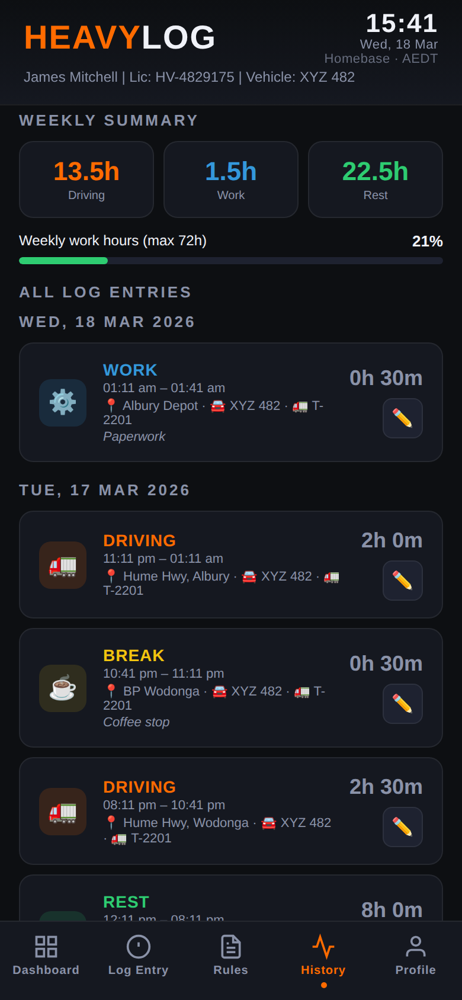 HEAVYLOG
15:41
Wed, 18 Mar
Homebase · AEDT
James Mitchell | Lic: HV-4829175 | Vehicle: XYZ 482
WEEKLY SUMMARY
13.5h
Driving
1.5h
Work
22.5h
Rest
Weekly work hours (max 72h)
21%
ALL LOG ENTRIES
WED, 18 MAR 2026
WORK
01:11 am – 01:41 am
📍 Albury Depot · 🚘 XYZ 482 · 🚛 T-
2201
Paperwork
0h 30m
TUE, 17 MAR 2026
DRIVING
11:11 pm – 01:11 am
📍 Hume Hwy, Albury · 🚘 XYZ 482 · 🚛
T-2201
2h 0m
BREAK
10:41 pm – 11:11 pm
📍 BP Wodonga · 🚘 XYZ 482 · 🚛 T-
2201
Coffee stop
0h 30m
DRIVING
08:11 pm – 10:41 pm
📍 Hume Hwy, Wodonga · 🚘 XYZ 482
· 🚛 T-2201
2h 30m
REST
12:11 pm – 08:11 pm
8h 0m
Dashboard
Log Entry
Rules
History
Profile